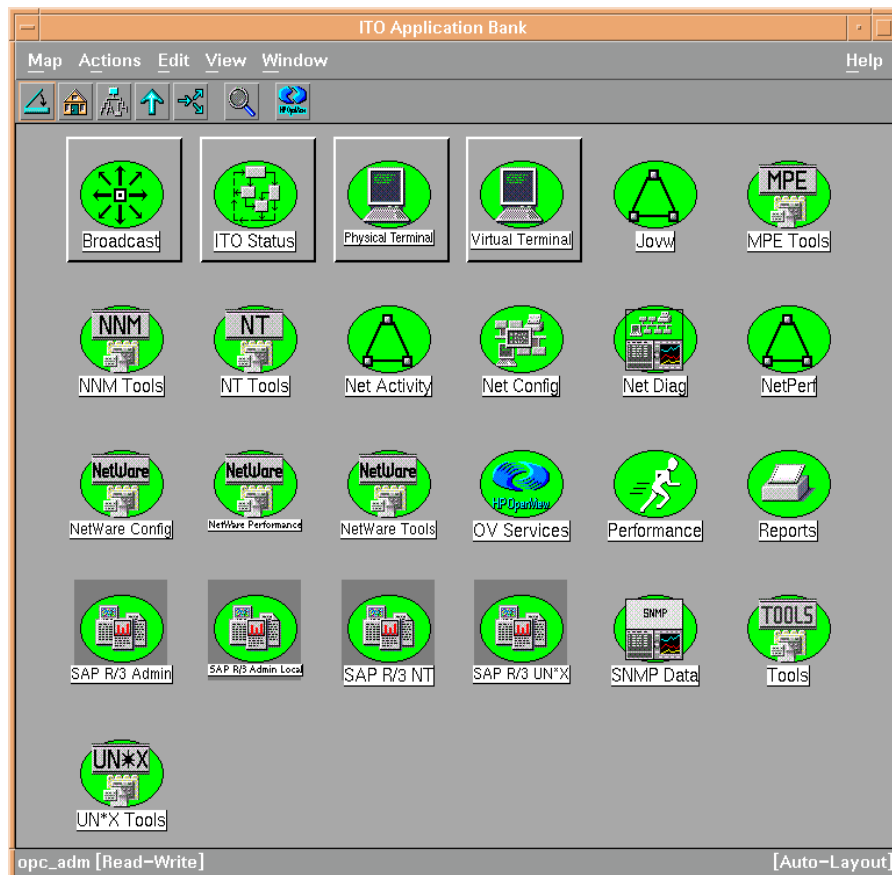 ITO Application Bank
Map Actions Edit View Window Help
HP OpenView
Broadcast ITO Status Physical Terminal Virtual Terminal Jovw MPE
MPE Tools
NNM NT
NNM Tools NT Tools Net Activity Net Config Net Diag NetPerf
NetWare NetWare NetWare HP OpenView
NetWare Config NetWare Performance NetWare Tools OV Services Performance Reports
SNMP TOOLS
SAP R/3 Admin SAP R/3 Admin Local SAP R/3 NT SAP R/3 UN*X SNMP Data Tools
UN*X
UN*X Tools
opc_adm [Read-Write] [Auto-Layout]